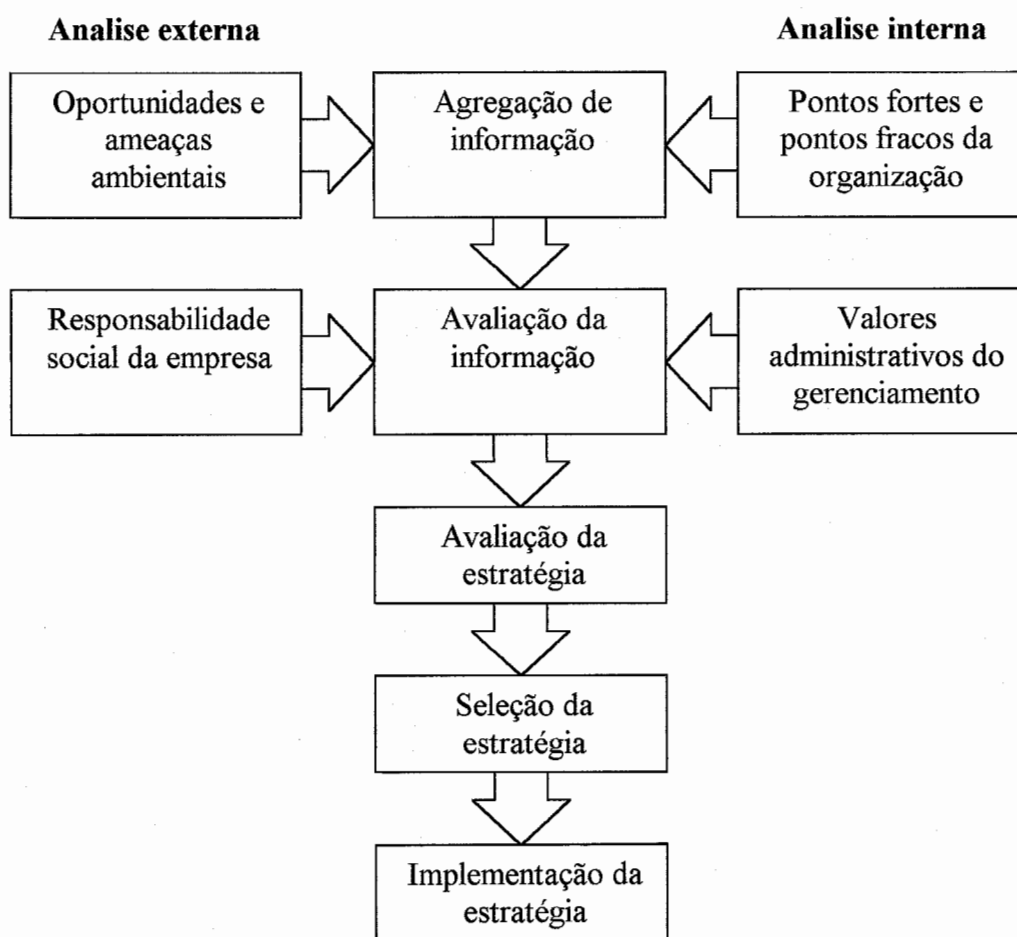 Analise externa
Analise interna
Oportunidades e
ameaças
ambientais
Agregação de
informação
Pontos fortes e
pontos fracos da
organização
Responsabilidade
social da empresa
Avaliação da
informação
Valores
administrativos do
gerenciamento
Avaliação da
estratégia
Seleção da
estratégia
Implementação da
estratégia